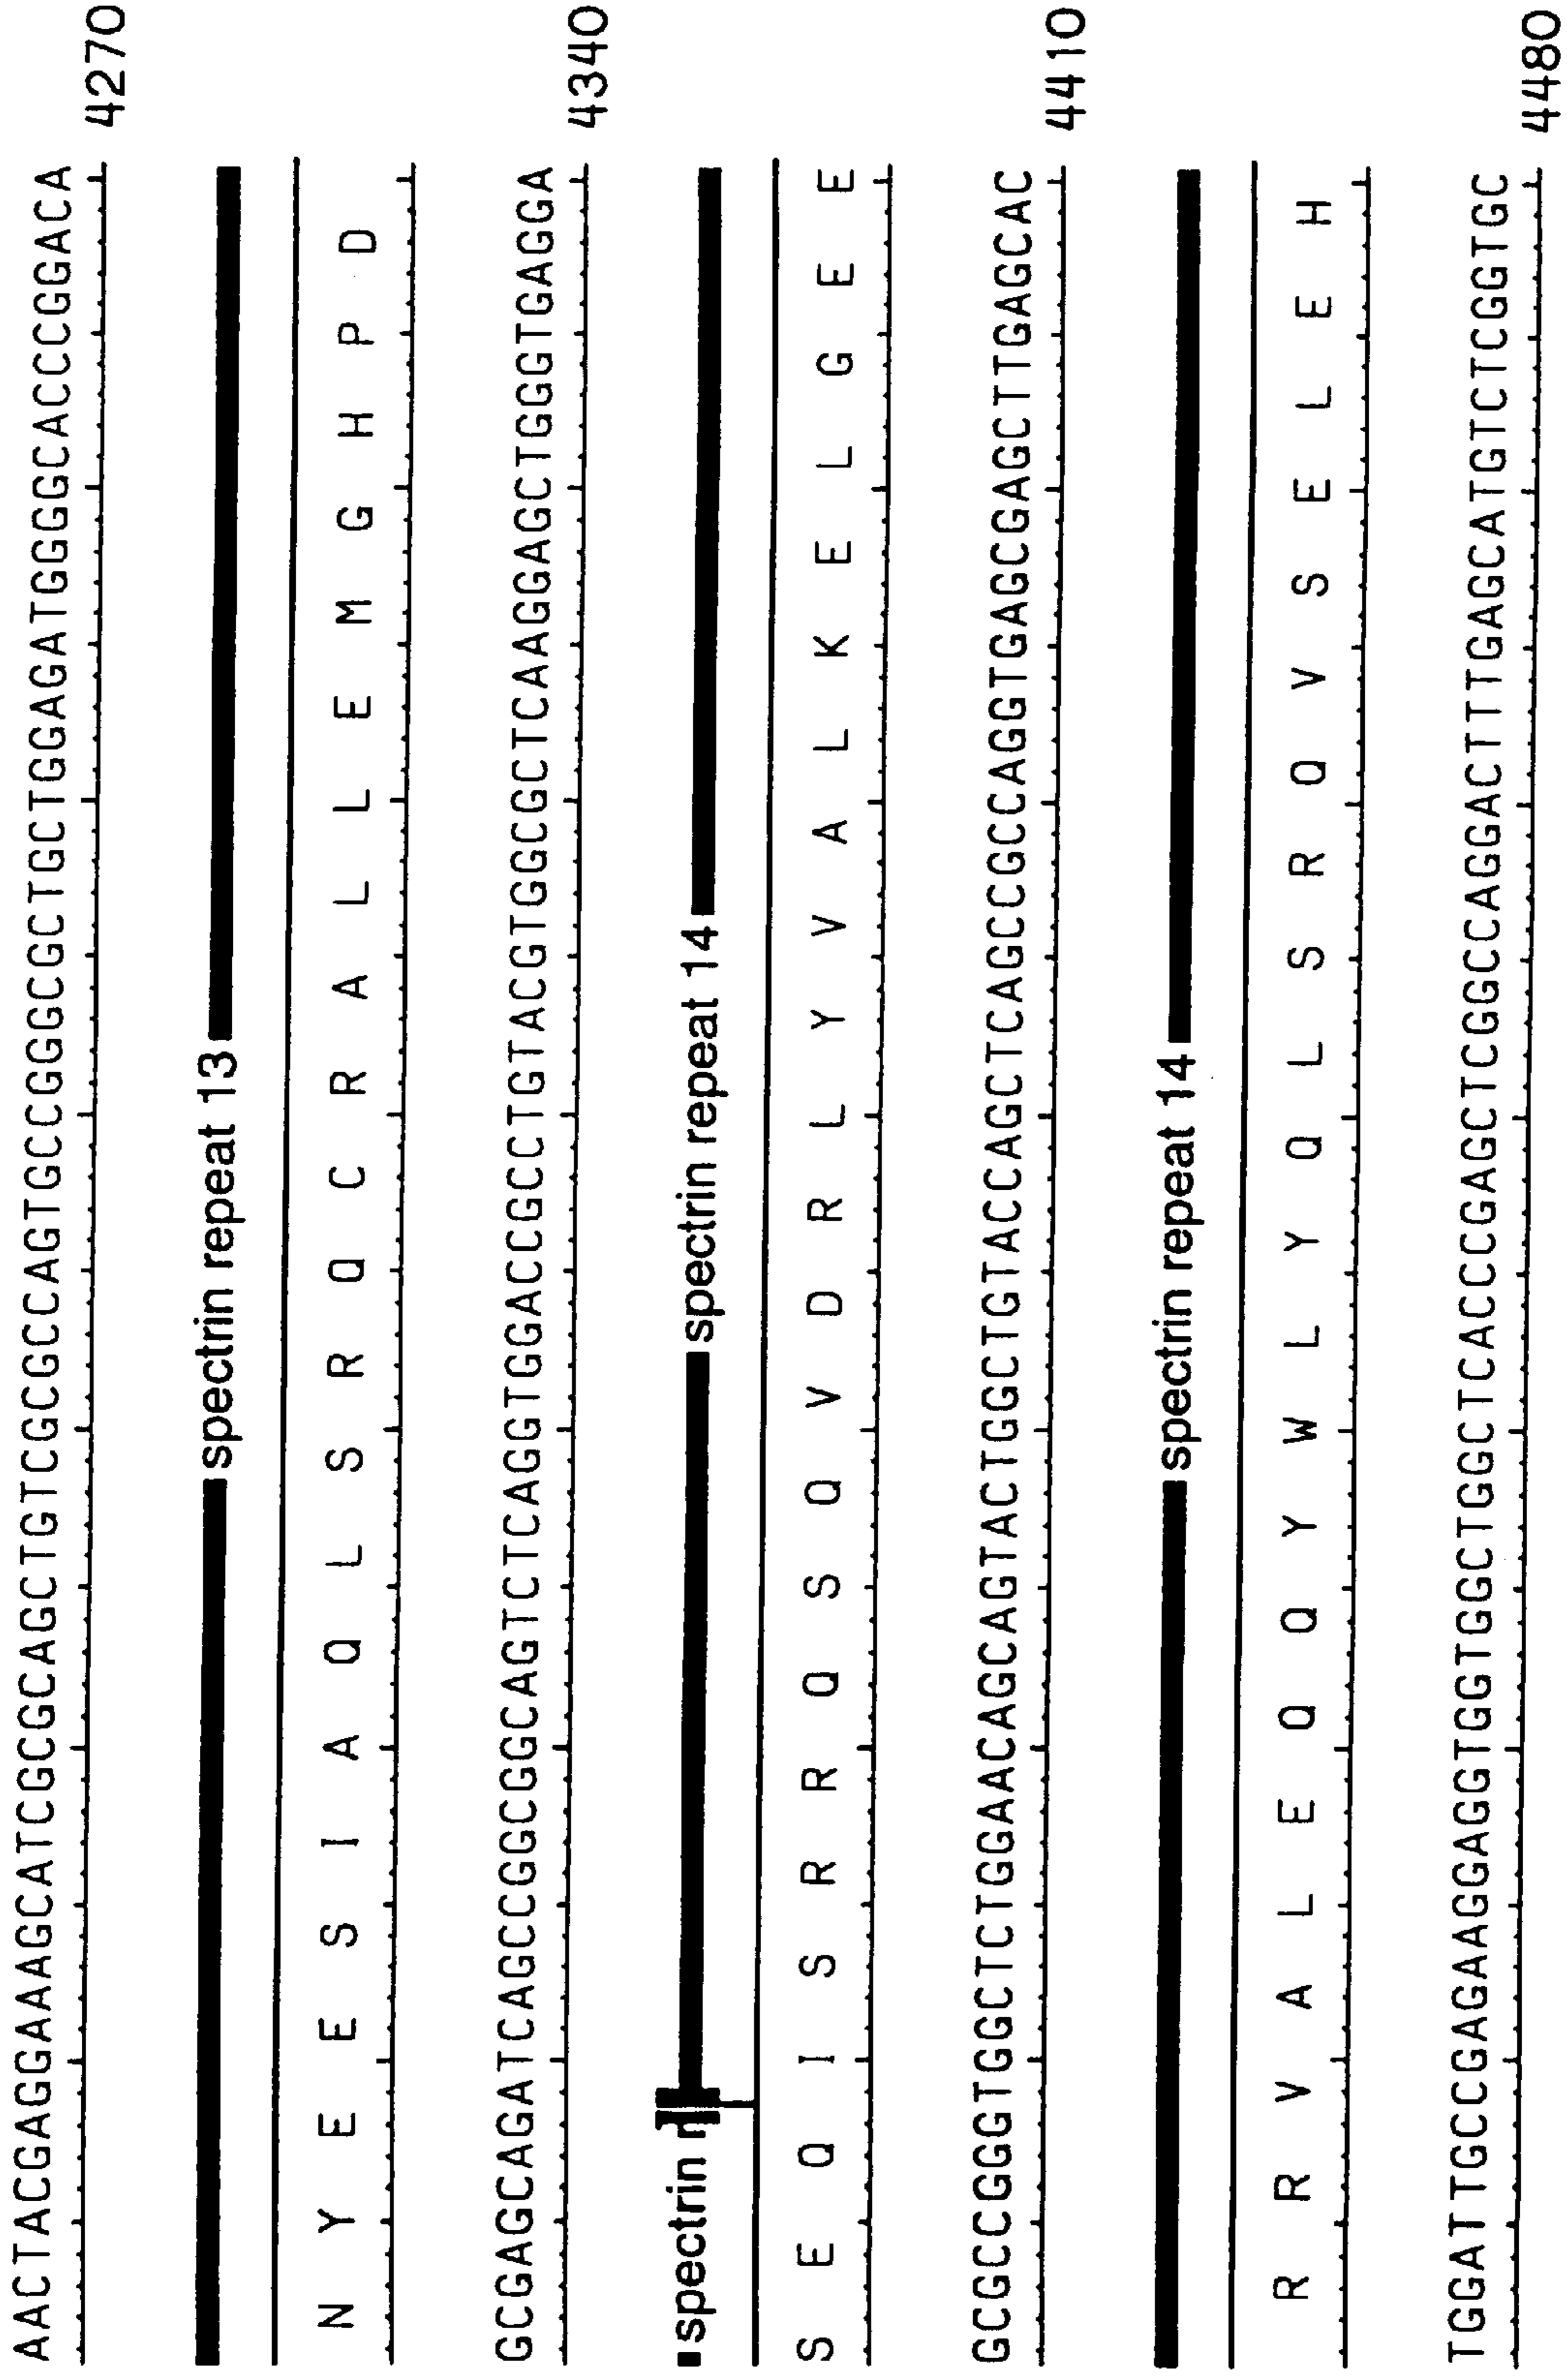 AACTACGAGGAAAGCATCGCGCAGCTGTCGCGCCAGTGCCGGGCGCTGCTGGAGATGGGGCACCCGGACA 4270
spectrin repeat 13
N Y E E S I A Q L S R Q C R A L L E M G H P D
GCGAGCAGATCAGCCGGCGGCAGTCTCAGGTGGACCGCCTGTACGTGGCGCTCAAGGAGCTGGGTGAGGA 4340
spectrin r spectrin repeat 14
S E Q I S R R Q S Q V D R L Y V A L K E L G E E
GCGCCGGGTGGCTCTGGAACAGCAGTACTGGCTGTACCAGCTCAGCCGCCAGGTGAGCGAGCTTGAGCAC 4410
spectrin repeat 14
R R V A L E Q Q Y W L Y Q L S R Q V S E L E H
TGGATTGCCGAGAAGGAGGTGGTGGCTGGCTCACCCGAGCTCGGCCAGGACTTTGAGCATGTCTCGGTGC 4480